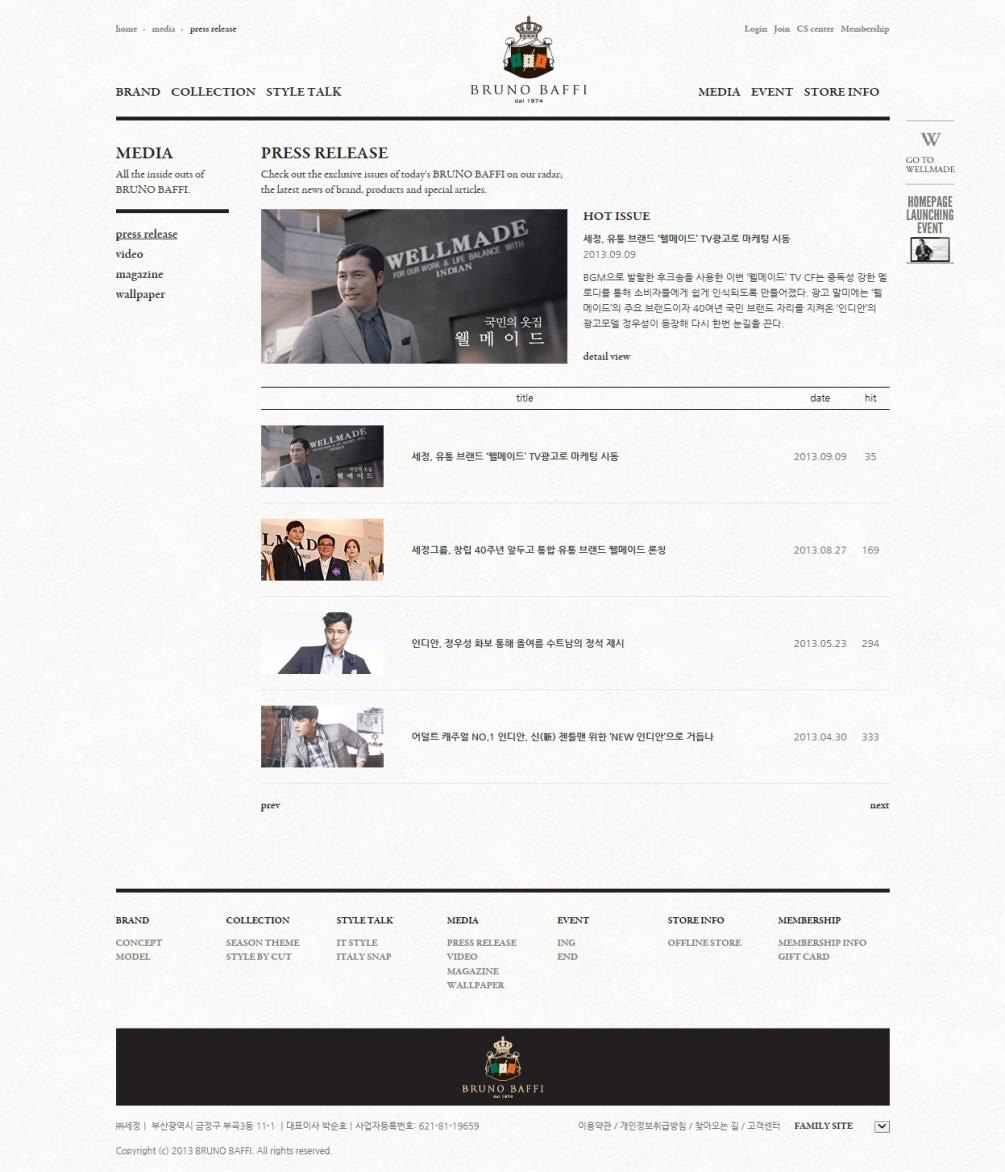 home · media · press release
Login Join CS center Membership
BRUNO BAFFI
dal 1974
BRAND COLLECTION STYLE TALK
MEDIA EVENT STORE INFO
W
GO TO
WELLMADE
HOMEPAGE
LAUNCHING
EVENT
MEDIA
All the inside outs of
BRUNO BAFFI.
press release
video
magazine
wallpaper
PRESS RELEASE
Check out the exclusive issues of today's BRUNO BAFFI on our radar;
the latest news of brand, products and special articles.
WELLMADE
FOR OUR WORK & LIFE BALANCE WITH
INDIAN
국민의 옷집
웰메이드
HOT ISSUE
세정, 유통 브랜드 '웰메이드' TV광고로 마케팅 시동
2013.09.09
BGM으로 발랄한 후크송을 사용한 이번 '웰메이드' TV CF는 중독성 강한 멜
로디를 통해 소비자들에게 쉽게 인식되도록 만들어졌다. 광고 말미에는 '웰
메이드'의 주요 브랜드이자 40여년 국민 브랜드 자리를 지켜온 '인디안'의
광고모델 정우성이 등장해 다시 한번 눈길을 끈다.
detail view
title date hit
WELLMADE
국민의 옷집
웰메이드
세정, 유통 브랜드 '웰메이드' TV광고로 마케팅 시동 2013.09.09 35
세정그룹, 창립 40주년 앞두고 통합 유통 브랜드 웰메이드 론칭 2013.08.27 169
인디안, 정우성 화보 통해 올여름 수트남의 정석 제시 2013.05.23 294
어덜트 캐주얼 NO.1 인디안, 신(新) 젠틀맨 위한 'NEW 인디안'으로 거듭나 2013.04.30 333
prev next
BRAND COLLECTION STYLE TALK MEDIA EVENT STORE INFO MEMBERSHIP
CONCEPT SEASON THEME IT STYLE PRESS RELEASE ING OFFLINE STORE MEMBERSHIP INFO
MODEL STYLE BY CUT ITALY SNAP VIDEO END GIFT CARD
MAGAZINE
WALLPAPER
BRUNO BAFFI
dal 1974
㈜세정 | 부산광역시 금정구 부곡3동 11-1 | 대표이사 박순호 | 사업자등록번호: 621-81-19659
이용약관 / 개인정보취급방침 / 찾아오는 길 / 고객센터 FAMILY SITE
Copyright (c) 2013 BRUNO BAFFI. All rights reserved.